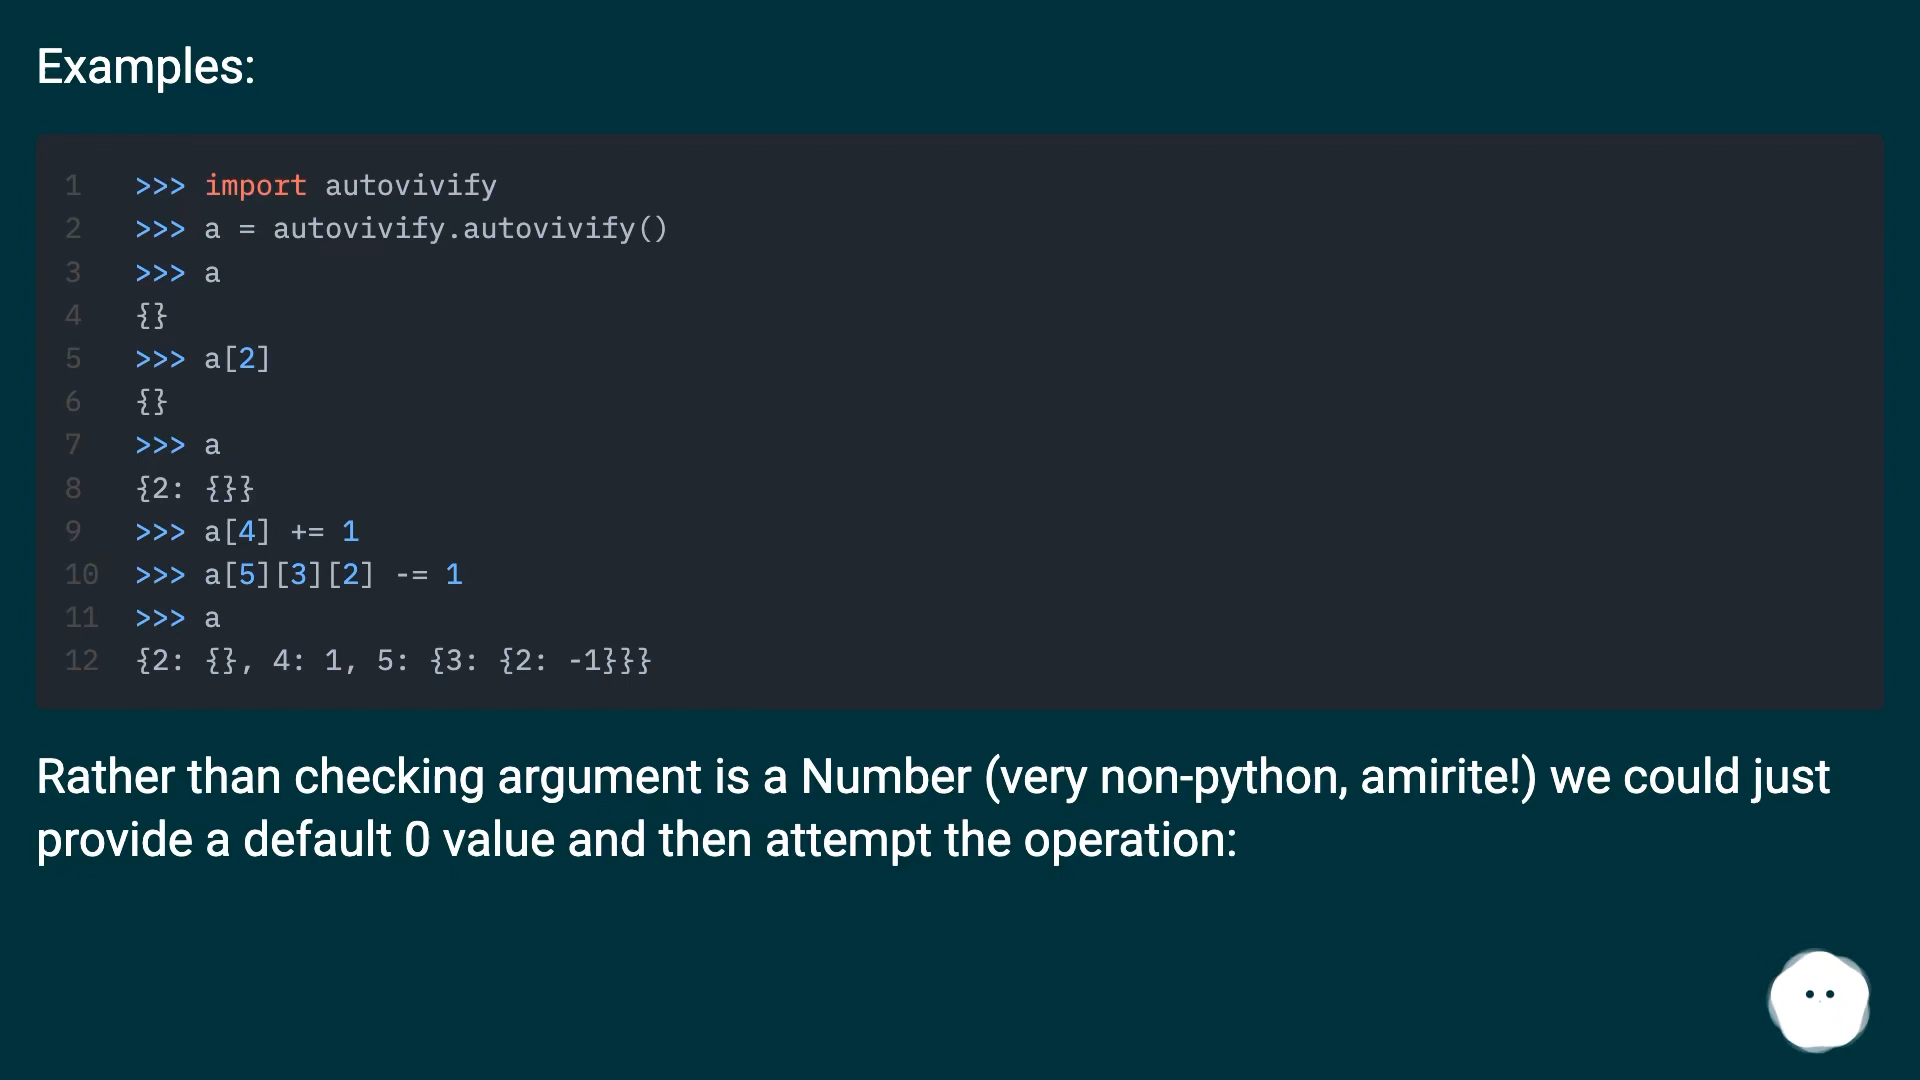 Examples:
1 >>> import autovivify
2 >>> a = autovivify.autovivify()
3 >>> a
4 {}
5 >>> a[2]
6 {}
7 >>> a
8 {2: {}}
9 >>> a[4] += 1
10 >>> a[5][3][2] -= 1
11 >>> a
12 {2: {}, 4: 1, 5: {3: {2: -1}}}
Rather than checking argument is a Number (very non-python, amirite!) we could just
provide a default 0 value and then attempt the operation: